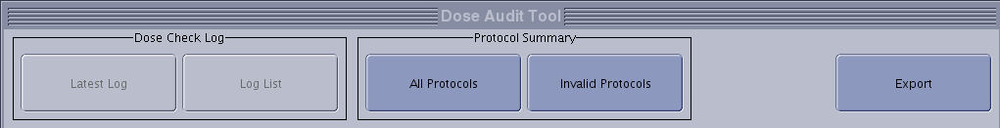 Dose Audit Tool
Dose Check Log
Latest Log
Log List
Protocol Summary
All Protocols
Invalid Protocols
Export